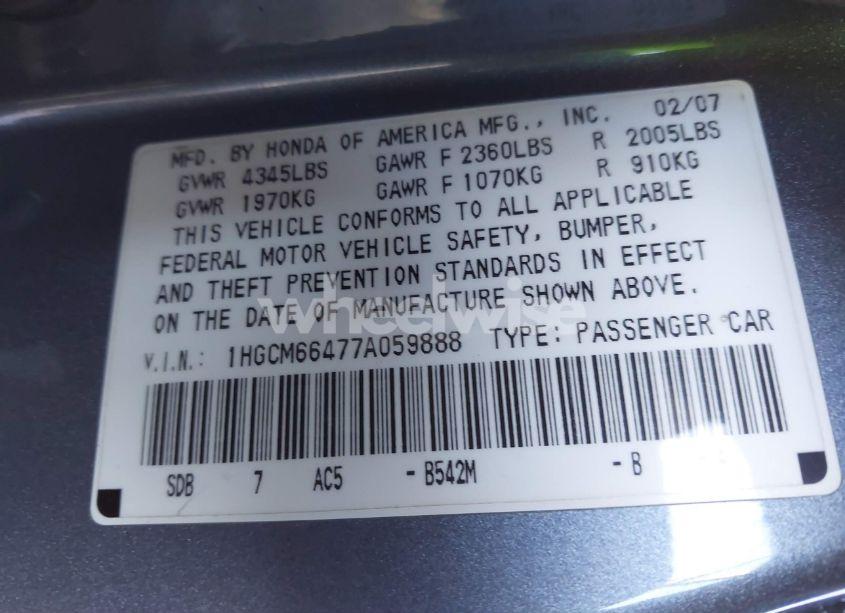 MFD. BY HONDA OF AMERICA MFG., INC. 02/07
GVWR 4345LBS GAWR F 2360LBS R 2005LBS
GVWR 1970KG GAWR F 1070KG R 910KG
THIS VEHICLE CONFORMS TO ALL APPLICABLE
FEDERAL MOTOR VEHICLE SAFETY, BUMPER,
AND THEFT PREVENTION STANDARDS IN EFFECT
ON THE DATE OF MANUFACTURE SHOWN ABOVE.
wheelwise
V.I.N.: 1HGCM66477A059888 TYPE: PASSENGER CAR
SDB 7 AC5 - B542M - B